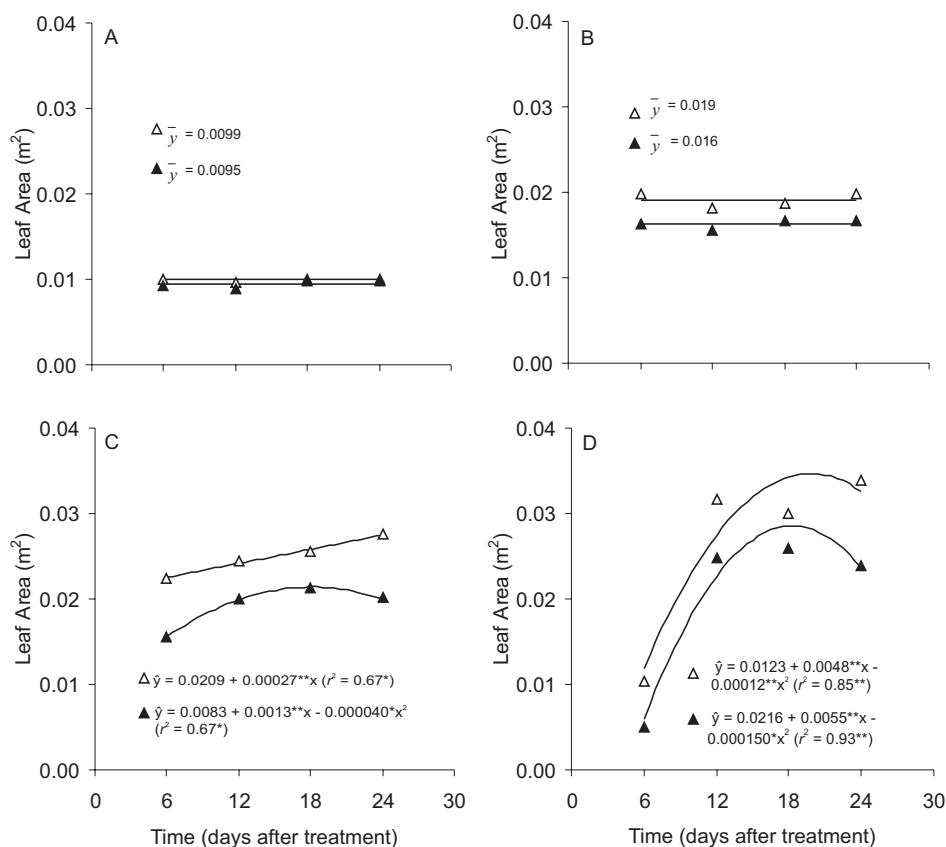 A
0.04
0.03
0.02
0.01
0.00
Leaf Area (m²)
y̅ = 0.0099
y̅ = 0.0095
B
0.04
0.03
0.02
0.01
0.00
Leaf Area (m²)
y̅ = 0.019
y̅ = 0.016
C
0.04
0.03
0.02
0.01
0.00
Leaf Area (m²)
ŷ = 0.0209 + 0.00027**x (r² = 0.67*)
ŷ = 0.0083 + 0.0013**x - 0.000040*x²
(r² = 0.67*)
0 6 12 18 24 30
Time (days after treatment)
D
0.04
0.03
0.02
0.01
0.00
Leaf Area (m²)
ŷ = 0.0123 + 0.0048**x -
0.00012**x² (r² = 0.85**)
ŷ = 0.0216 + 0.0055**x -
0.000150*x² (r² = 0.93**)
0 6 12 18 24 30
Time (days after treatment)